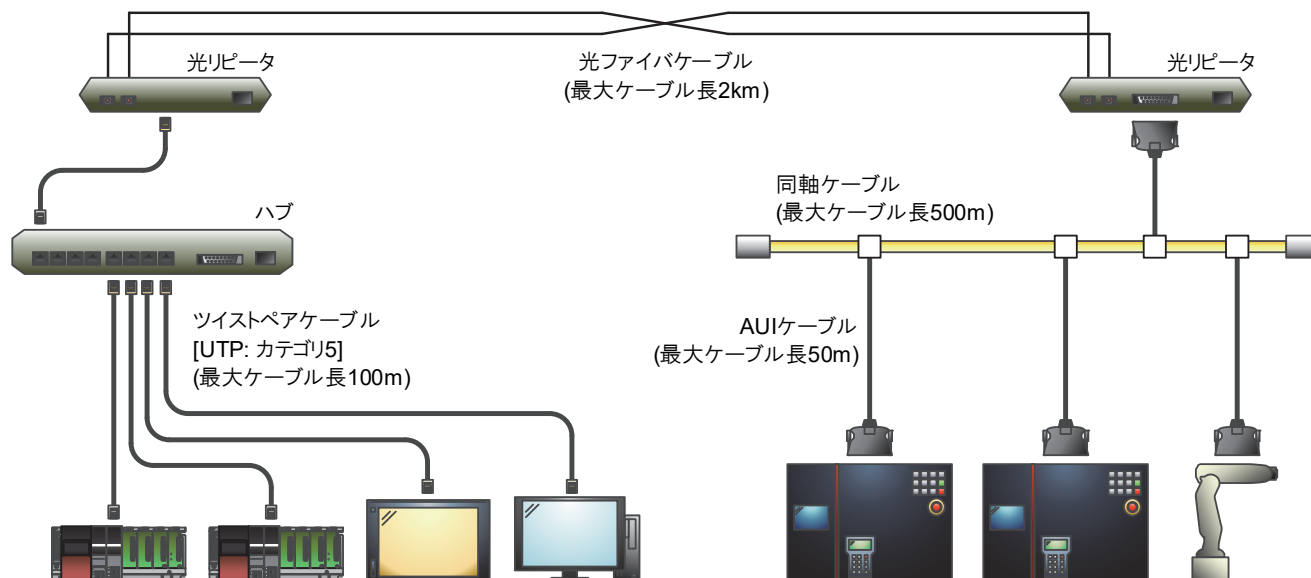 光リピータ
光ファイバケーブル
(最大ケーブル長2km)
光リピータ
同軸ケーブル
(最大ケーブル長500m)
ハブ
ツイストペアケーブル
[UTP: カテゴリ5]
(最大ケーブル長100m)
AUIケーブル
(最大ケーブル長50m)